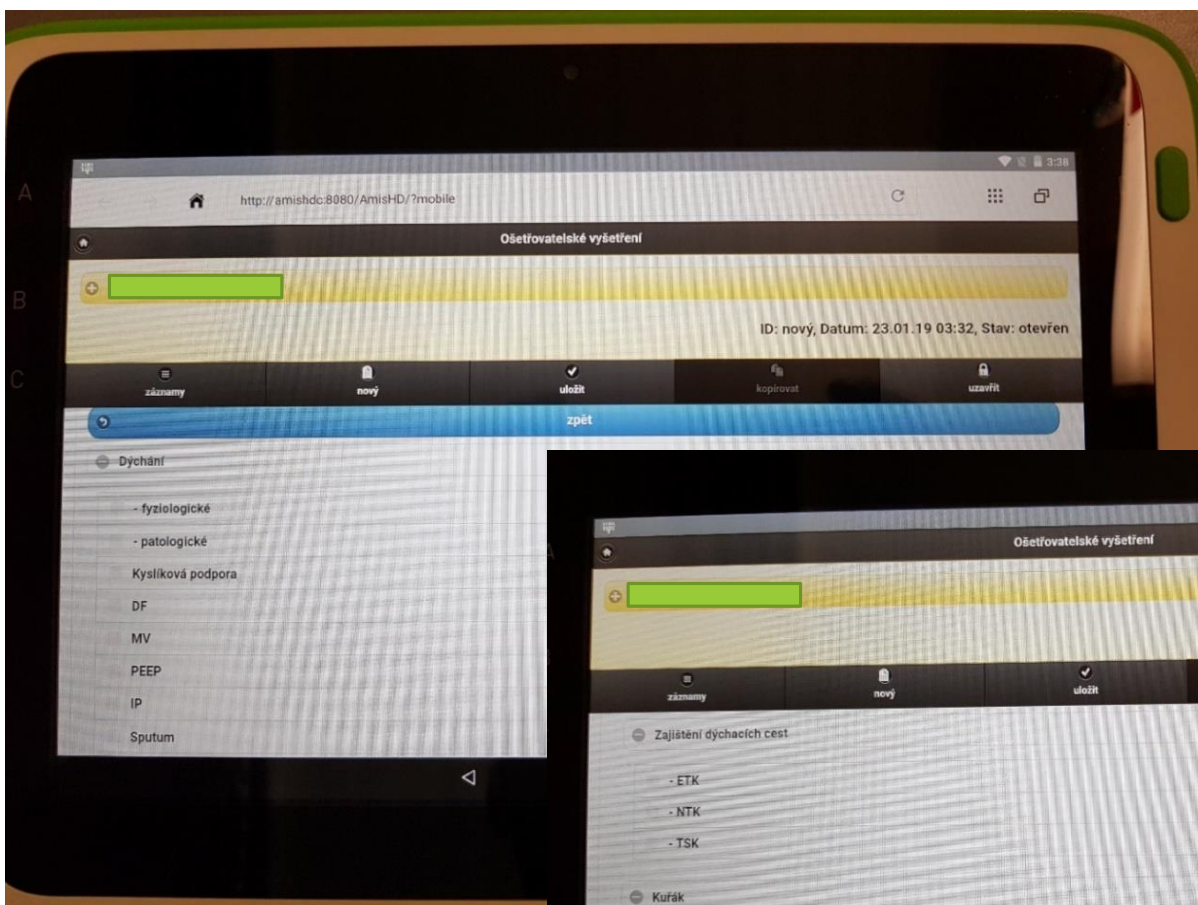 3:38
http://amishdc:8080/AmisHD/?mobile
Ošetřovatelské vyšetření
ID: nový, Datum: 23.01.19 03:32, Stav: otevřen
záznamy nový uložit kopírovat uzavřít
zpět
Dýchání
- fyziologické
- patologické
Kyslíková podpora
DF
MV
PEEP
IP
Sputum
A
B
C
Ošetřovatelské vyšetření
záznamy nový uložit
Zajištění dýchacích cest
- ETK
- NTK
- TSK
Kuřák
A